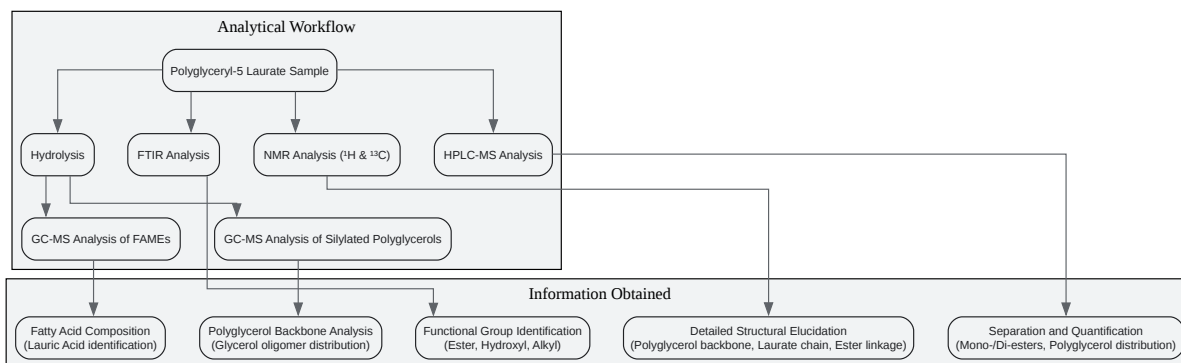 Analytical Workflow
Polyglyceryl-5 Laurate Sample
Hydrolysis
FTIR Analysis
NMR Analysis (¹H & ¹³C)
HPLC-MS Analysis
GC-MS Analysis of FAMEs
GC-MS Analysis of Silylated Polyglycerols
Information Obtained
Fatty Acid Composition
(Lauric Acid identification)
Polyglycerol Backbone Analysis
(Glycerol oligomer distribution)
Functional Group Identification
(Ester, Hydroxyl, Alkyl)
Detailed Structural Elucidation
(Polyglycerol backbone, Laurate chain, Ester linkage)
Separation and Quantification
(Mono-/Di-esters, Polyglycerol distribution)